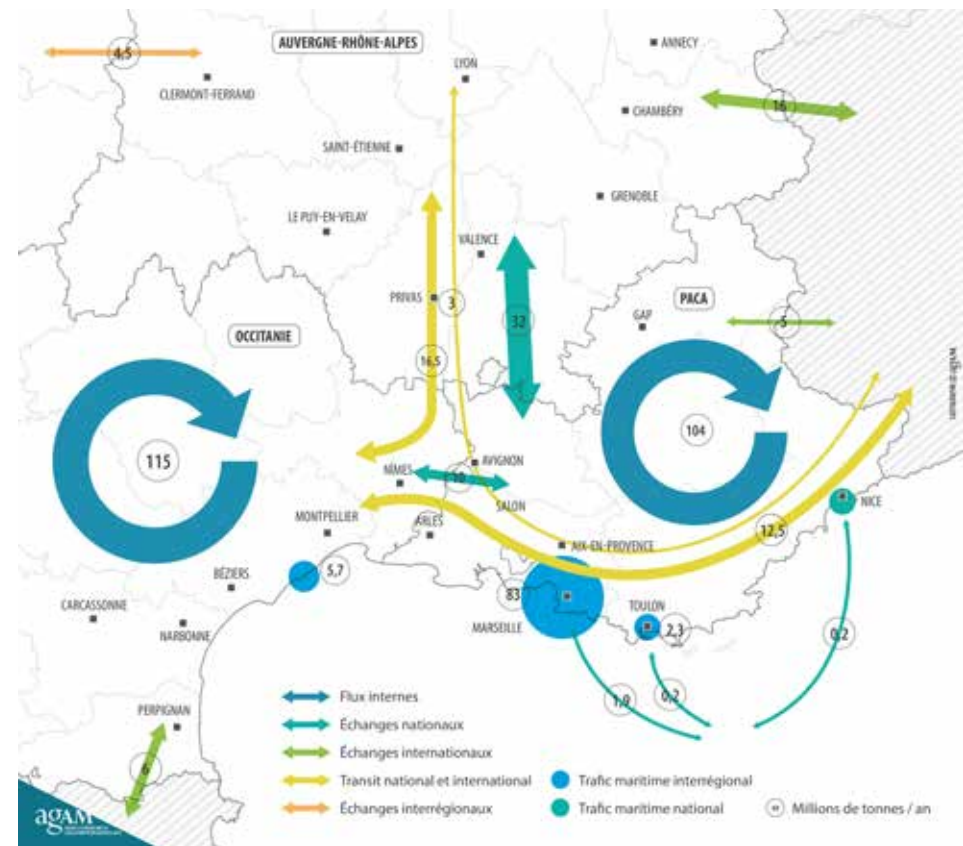 AUVERGNE-RHÔNE-ALPES
ANNECY
4,5
LYON
CLERMONT-FERRAND
CHAMBÉRY
16
SAINT-ÉTIENNE
GRENOBLE
LE PUY-EN-VELAY
VALENCE
PRIVAS
3
PACA
OCCITANIE
32
GAP
5
16,5
www.agam.org
115
104
AVIGNON
NÎMES
10
SALON
NICE
MONTPELLIER
ARLES
12,5
AIX-EN-PROVENCE
5,7
BÉZIERS
83
CARCASSONNE
TOULON
MARSEILLE
2,3
NARBONNE
0,2
1,9
0,2
Flux internes
PERPIGNAN
Échanges nationaux
Échanges internationaux
6
Transit national et international
Trafic maritime interrégional
Échanges interrégionaux
Trafic maritime national
Millions de tonnes / an
agAM